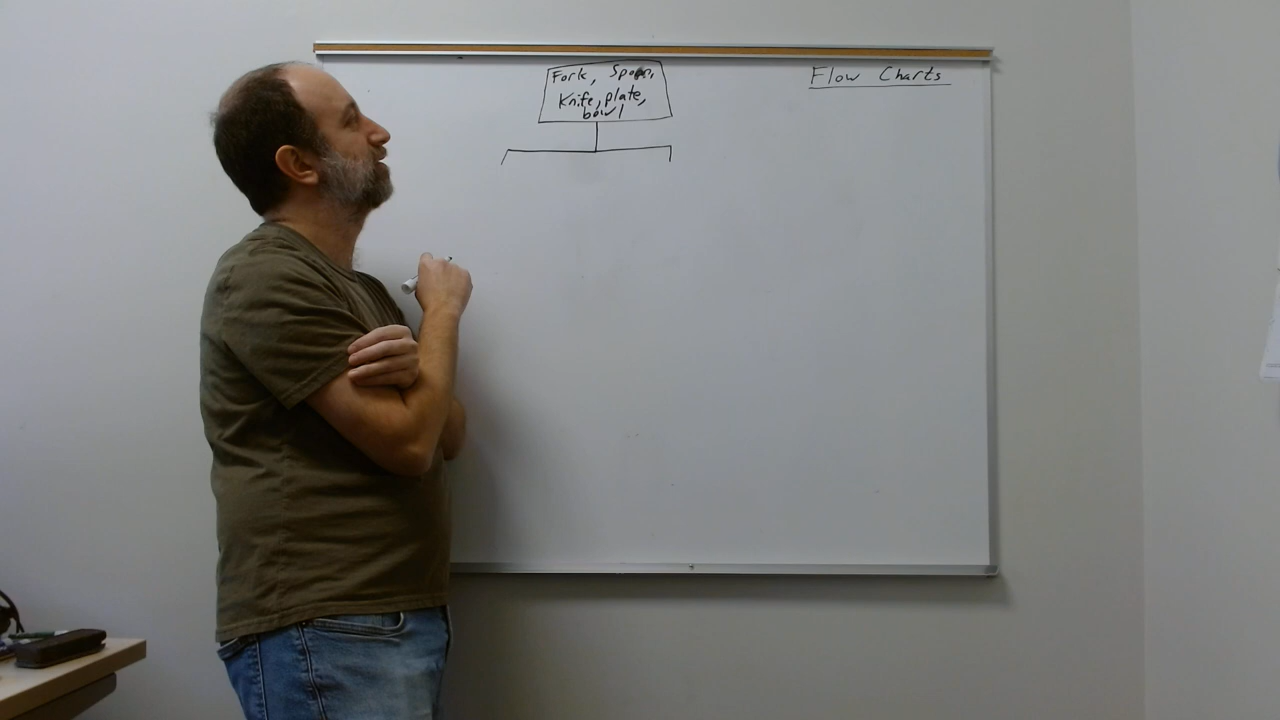 Fork, Spoon,
Knife, plate,
bowl
Flow Charts